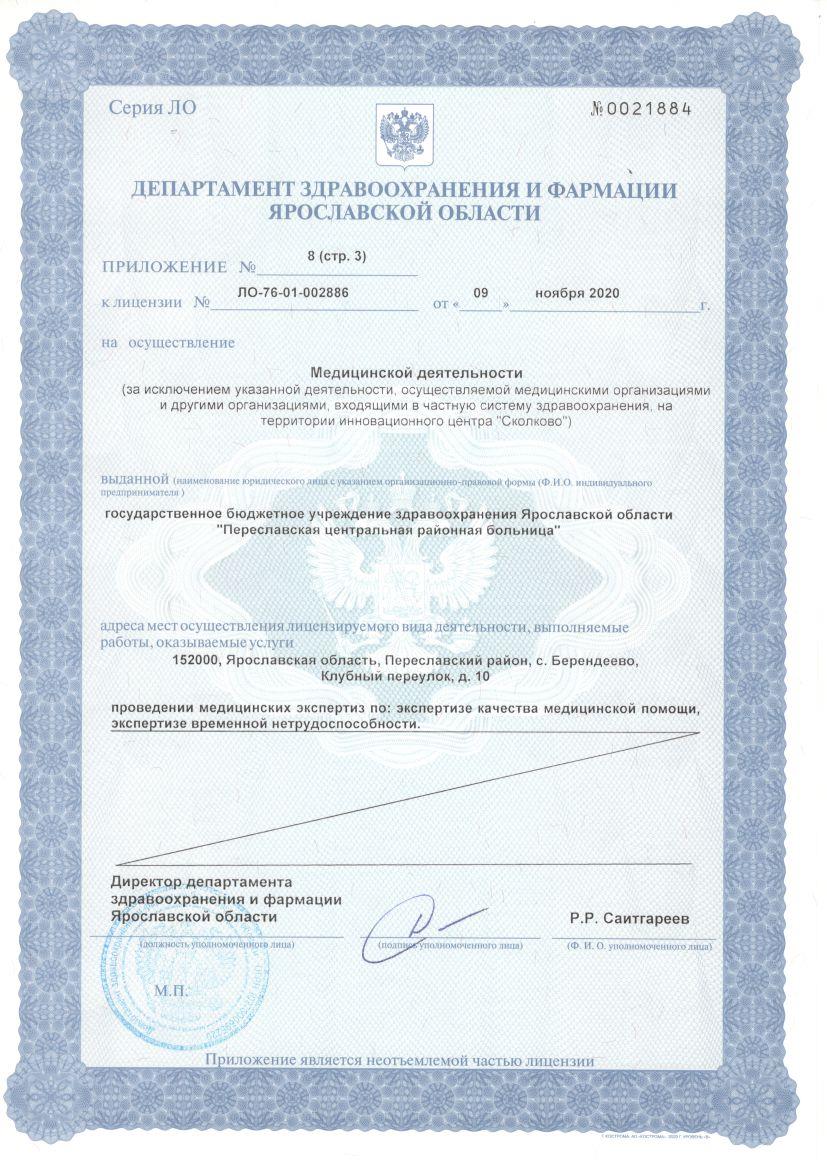 Серия ЛО
№0021884
ДЕПАРТАМЕНТ ЗДРАВООХРАНЕНИЯ И ФАРМАЦИИ
ЯРОСЛАВСКОЙ ОБЛАСТИ
ПРИЛОЖЕНИЕ № 8 (стр. 3)
к лицензии № ЛО-76-01-002886 от «09» ноября 2020 г.
на осуществление
Медицинской деятельности
(за исключением указанной деятельности, осуществляемой медицинскими организациями
и другими организациями, входящими в частную систему здравоохранения, на
территории инновационного центра "Сколково")
выданной (наименование юридического лица с указанием организационно-правовой формы (Ф.И.О. индивидуального
предпринимателя )
государственное бюджетное учреждение здравоохранения Ярославской области
"Переславская центральная районная больница"
адреса мест осуществления лицензируемого вида деятельности, выполняемые
работы, оказываемые услуги
152000, Ярославская область, Переславский район, с. Берендеево,
Клубный переулок, д. 10
проведении медицинских экспертиз по: экспертизе качества медицинской помощи,
экспертизе временной нетрудоспособности.
Директор департамента
здравоохранения и фармации
Ярославской области
Р.Р. Саитгареев
(должность уполномоченного лица)
(подпись уполномоченного лица)
(Ф. И. О. уполномоченного лица)
М.П.
Приложение является неотъемлемой частью лицензии